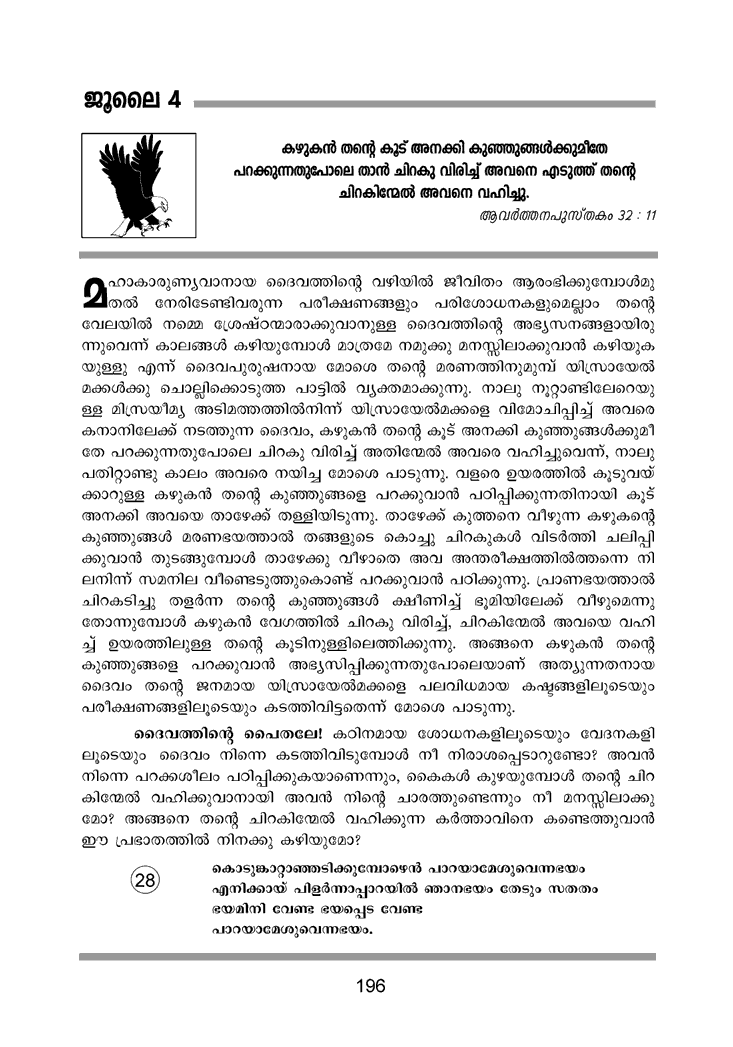 ജൂലൈ 4
കഴുകൻ തന്റെ കൂട് അനക്കി കുഞ്ഞുങ്ങൾക്കുമീതേ
പറക്കുന്നതുപോലെ താൻ ചിറകു വിരിച്ച് അവനെ എടുത്ത് തന്റെ
ചിറകിന്മേൽ അവനെ വഹിച്ചു.
ആവർത്തനപുസ്തകം 32 : 11
മഹാകാരുണ്യവാനായ ദൈവത്തിന്റെ വഴിയിൽ ജീവിതം ആരംഭിക്കുമ്പോൾമു
തൽ നേരിടേണ്ടിവരുന്ന പരീക്ഷണങ്ങളും പരിശോധനകളുമെല്ലാം തന്റെ
വേലയിൽ നമ്മെ ശ്രേഷ്ഠന്മാരാക്കുവാനുള്ള ദൈവത്തിന്റെ അഭ്യസനങ്ങളായിരു
ന്നുവെന്ന് കാലങ്ങൾ കഴിയുമ്പോൾ മാത്രമേ നമുക്കു മനസ്സിലാക്കുവാൻ കഴിയുക
യുള്ളു എന്ന് ദൈവപുരുഷനായ മോശെ തന്റെ മരണത്തിനുമുമ്പ് യിസ്രായേൽ
മക്കൾക്കു ചൊല്ലിക്കൊടുത്ത പാട്ടിൽ വ്യക്തമാക്കുന്നു. നാലു നൂറ്റാണ്ടിലേറെയു
ള്ള മിസ്രയീമ്യ അടിമത്തത്തിൽനിന്ന് യിസ്രായേൽമക്കളെ വിമോചിപ്പിച്ച് അവരെ
കനാനിലേക്ക് നടത്തുന്ന ദൈവം, കഴുകൻ തന്റെ കൂട് അനക്കി കുഞ്ഞുങ്ങൾക്കുമീ
തേ പറക്കുന്നതുപോലെ ചിറകു വിരിച്ച് അതിന്മേൽ അവരെ വഹിച്ചുവെന്ന്, നാലു
പതിറ്റാണ്ടു കാലം അവരെ നയിച്ച മോശെ പാടുന്നു. വളരെ ഉയരത്തിൽ കൂടുവയ്
ക്കാറുള്ള കഴുകൻ തന്റെ കുഞ്ഞുങ്ങളെ പറക്കുവാൻ പഠിപ്പിക്കുന്നതിനായി കൂട്
അനക്കി അവയെ താഴേക്ക് തള്ളിയിടുന്നു. താഴേക്ക് കുത്തനെ വീഴുന്ന കഴുകന്റെ
കുഞ്ഞുങ്ങൾ മരണഭയത്താൽ തങ്ങളുടെ കൊച്ചു ചിറകുകൾ വിടർത്തി ചലിപ്പി
ക്കുവാൻ തുടങ്ങുമ്പോൾ താഴേക്കു വീഴാതെ അവ അന്തരീക്ഷത്തിൽത്തന്നെ നി
ലനിന്ന് സമനില വീണ്ടെടുത്തുകൊണ്ട് പറക്കുവാൻ പഠിക്കുന്നു. പ്രാണഭയത്താൽ
ചിറകടിച്ചു തളർന്ന തന്റെ കുഞ്ഞുങ്ങൾ ക്ഷീണിച്ച് ഭൂമിയിലേക്ക് വീഴുമെന്നു
തോന്നുമ്പോൾ കഴുകൻ വേഗത്തിൽ ചിറകു വിരിച്ച്, ചിറകിന്മേൽ അവയെ വഹി
ച്ച് ഉയരത്തിലുള്ള തന്റെ കൂടിനുള്ളിലെത്തിക്കുന്നു. അങ്ങനെ കഴുകൻ തന്റെ
കുഞ്ഞുങ്ങളെ പറക്കുവാൻ അഭ്യസിപ്പിക്കുന്നതുപോലെയാണ് അത്യുന്നതനായ
ദൈവം തന്റെ ജനമായ യിസ്രായേൽമക്കളെ പലവിധമായ കഷ്ടങ്ങളിലൂടെയും
പരീക്ഷണങ്ങളിലൂടെയും കടത്തിവിട്ടതെന്ന് മോശെ പാടുന്നു.
ദൈവത്തിന്റെ പൈതലേ! കഠിനമായ ശോധനകളിലൂടെയും വേദനകളി
ലൂടെയും ദൈവം നിന്നെ കടത്തിവിടുമ്പോൾ നീ നിരാശപ്പെടാറുണ്ടോ? അവൻ
നിന്നെ പറക്കശീലം പഠിപ്പിക്കുകയാണെന്നും, കൈകൾ കുഴയുമ്പോൾ തന്റെ ചിറ
കിന്മേൽ വഹിക്കുവാനായി അവൻ നിന്റെ ചാരത്തുണ്ടെന്നും നീ മനസ്സിലാക്കു
മോ? അങ്ങനെ തന്റെ ചിറകിന്മേൽ വഹിക്കുന്ന കർത്താവിനെ കണ്ടെത്തുവാൻ
ഈ പ്രഭാതത്തിൽ നിനക്കു കഴിയുമോ?
28
കൊടുങ്കാറ്റാഞ്ഞടിക്കുമ്പോഴെൻ പാറയാമേശുവെന്നഭയം
എനിക്കായ് പിളർന്നാപ്പാറയിൽ ഞാനഭയം തേടും സതതം
ഭയമിനി വേണ്ട ഭയപ്പെട വേണ്ട
പാറയാമേശുവെന്നഭയം.
196